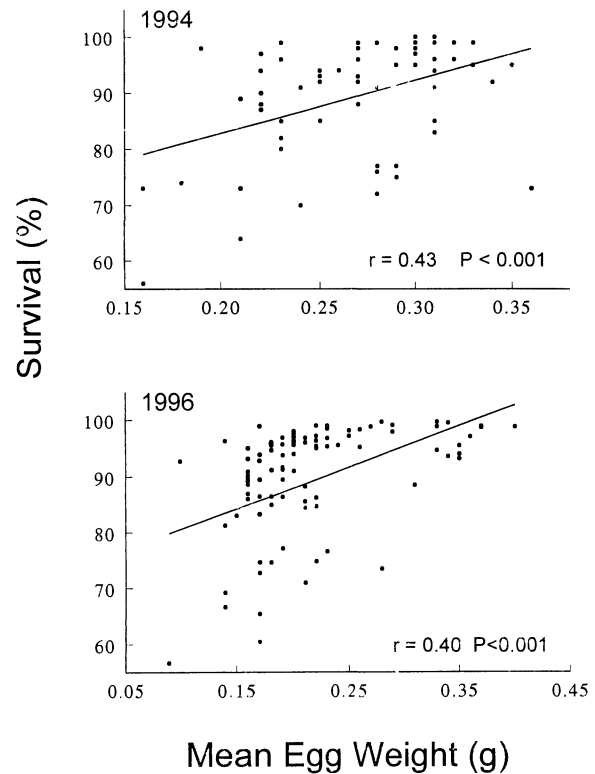 1994
100
90
80
70
60
0.15 0.20 0.25 0.30 0.35
r = 0.43 P < 0.001
Survival (%)
1996
100
90
80
70
60
0.05 0.15 0.25 0.35 0.45
r = 0.40 P<0.001
Mean Egg Weight (g)